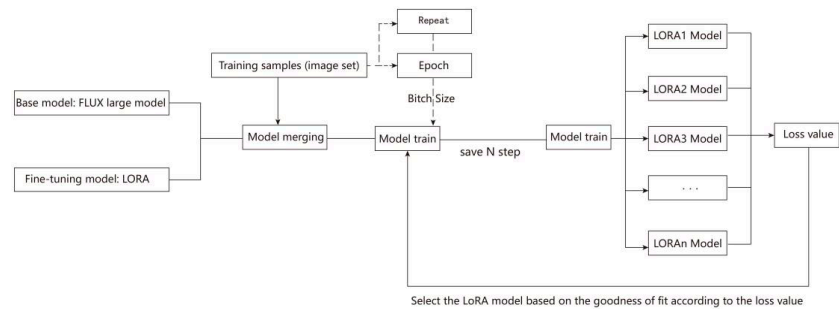 Repeat
Training samples (image set)
Epoch
Base model: FLUX large model
Bitch Size
Model merging
Model train
save N step
Model train
Fine-tuning model: LORA
LORA1 Model
LORA2 Model
LORA3 Model
...
LORAn Model
Loss value
Select the LoRA model based on the goodness of fit according to the loss value